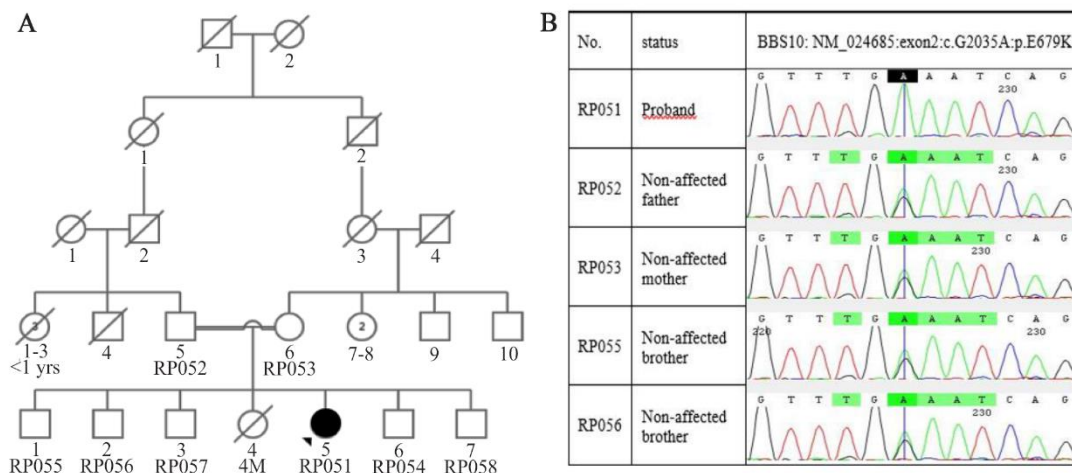 A
1 2
1 2
1 2 3 4
3 2
1-3 4 5 6 7-8 9 10
<1 yrs RP052 RP053
1 2 3 4 5 6 7
RP055 RP056 RP057 4M RP051 RP054 RP058
B
No. status BBS10: NM_024685:exon2:c.G2035A:p.E679K
G T T T G A A A T C A G
230
RP051 Proband
G T T T G A A A T C A G
230
RP052 Non-affected
father
G T T T G A A A T C A G
230
RP053 Non-affected
mother
G T T T G A A A T C A G
220 230
RP055 Non-affected
brother
G T T T G A A A T C A G
230
RP056 Non-affected
brother